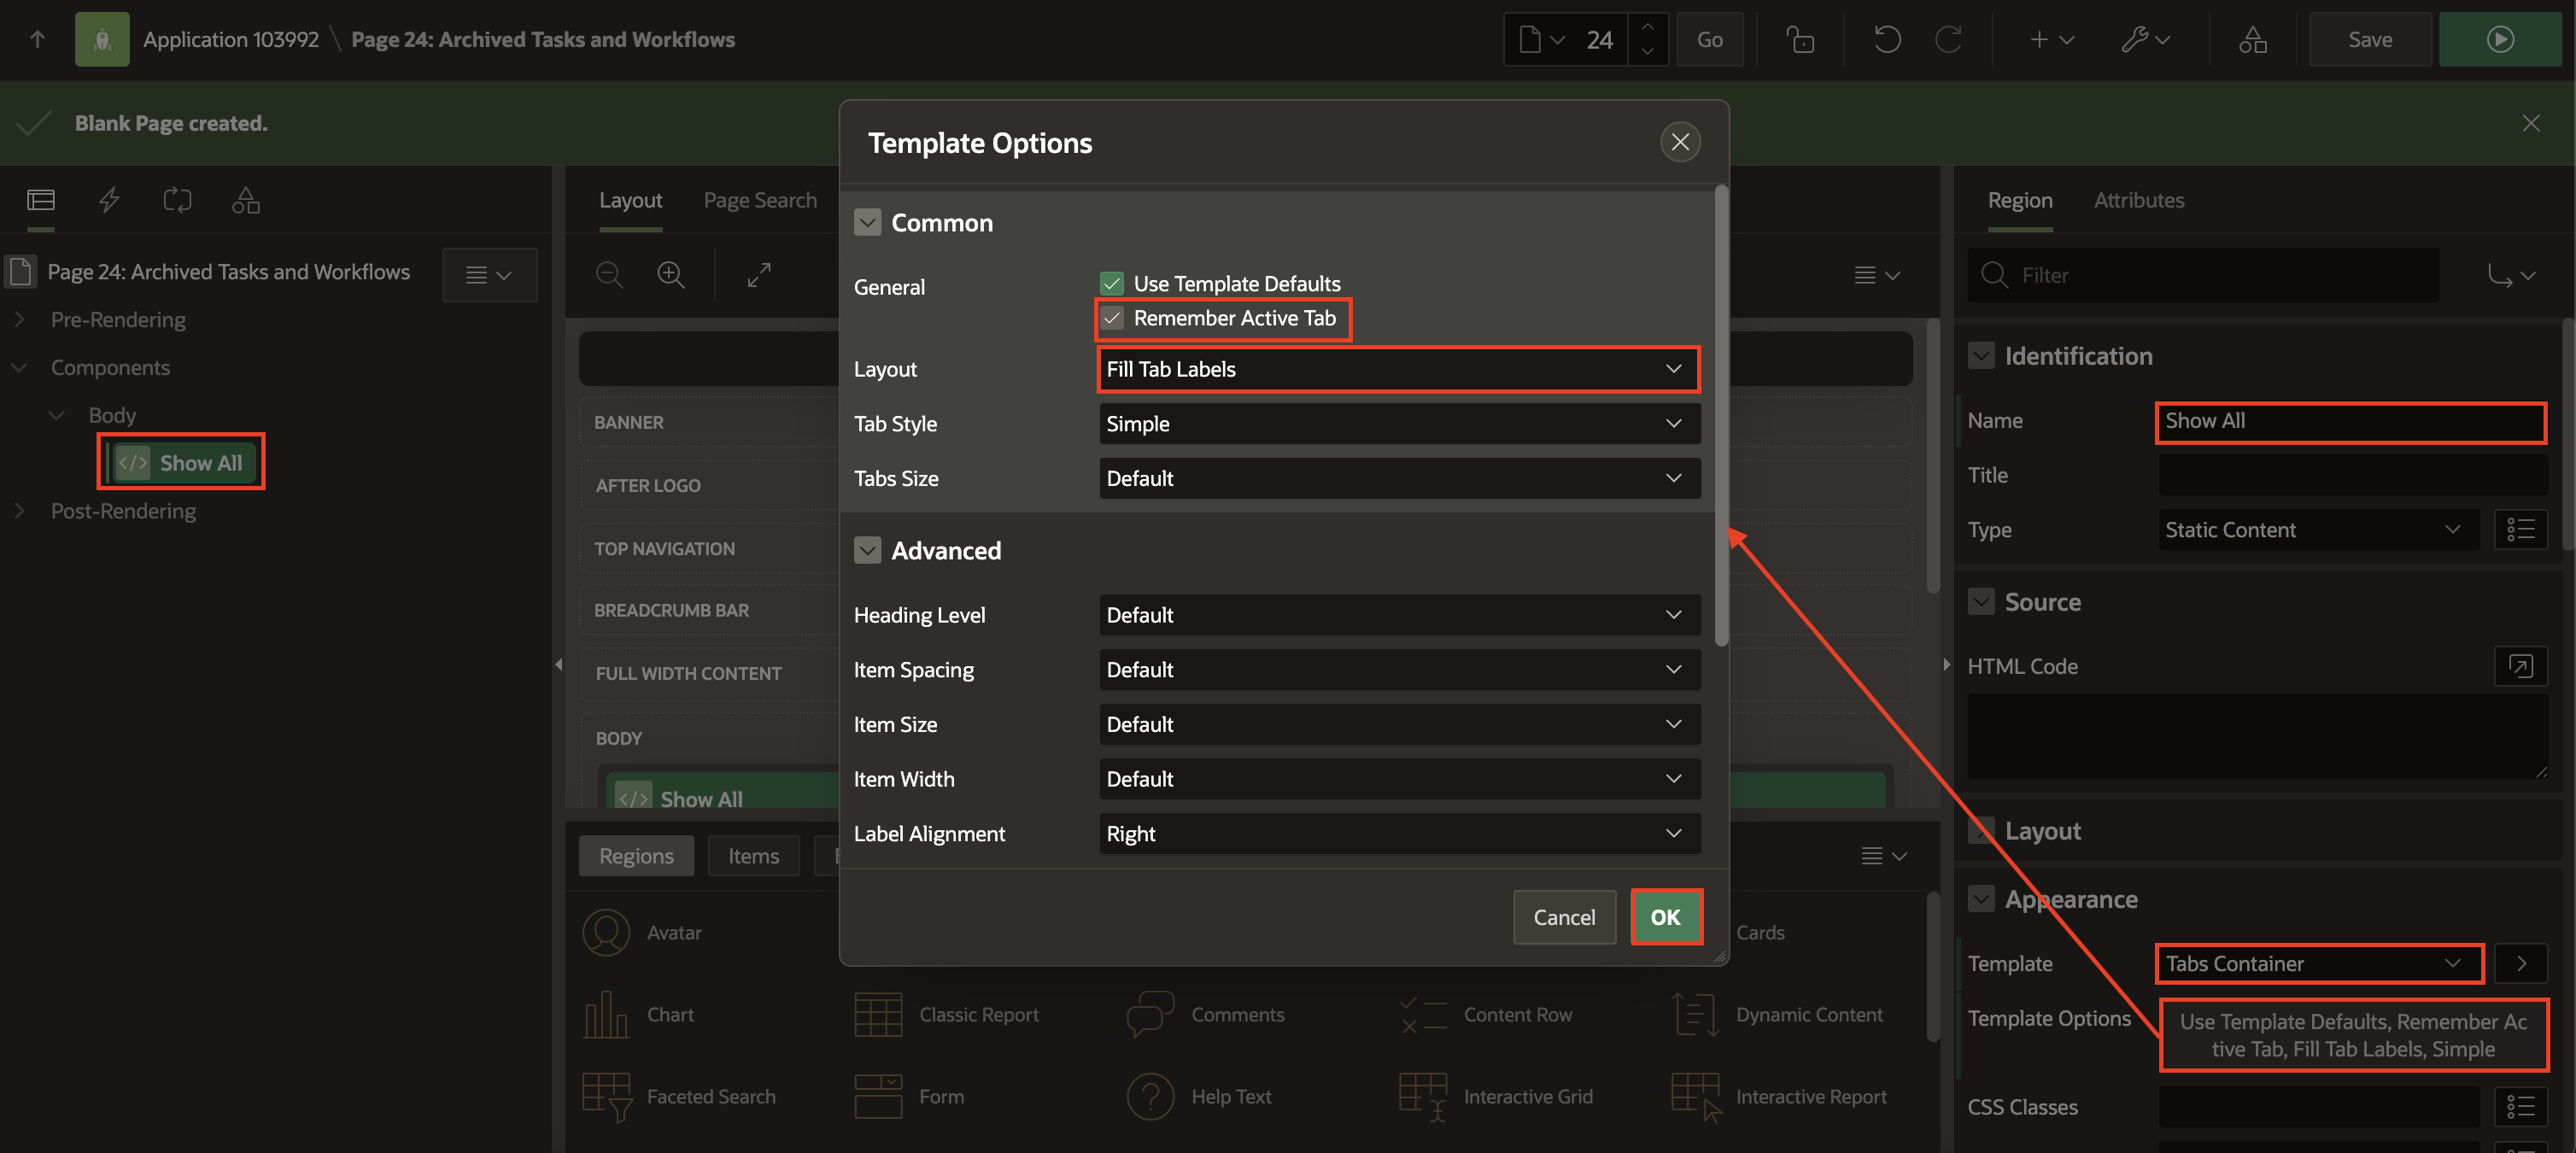 Application 103992 \ Page 24: Archived Tasks and Workflows
24
Go
Save
Blank Page created.
Page 24: Archived Tasks and Workflows
Pre-Rendering
Components
Body
Show All
Post-Rendering
Layout
Page Search
BANNER
AFTER LOGO
TOP NAVIGATION
BREADCRUMB BAR
FULL WIDTH CONTENT
BODY
Show All
Regions
Items
Avatar
Cards
Chart
Classic Report
Comments
Content Row
Dynamic Content
Faceted Search
Form
Help Text
Interactive Grid
Interactive Report
Template Options
Common
General
Use Template Defaults
Remember Active Tab
Layout
Fill Tab Labels
Tab Style
Simple
Tabs Size
Default
Advanced
Heading Level
Default
Item Spacing
Default
Item Size
Default
Item Width
Default
Label Alignment
Right
Cancel
OK
Region
Attributes
Filter
Identification
Name
Show All
Title
Type
Static Content
Source
HTML Code
Layout
Appearance
Template
Tabs Container
Template Options
Use Template Defaults, Remember Ac
tive Tab, Fill Tab Labels, Simple
CSS Classes